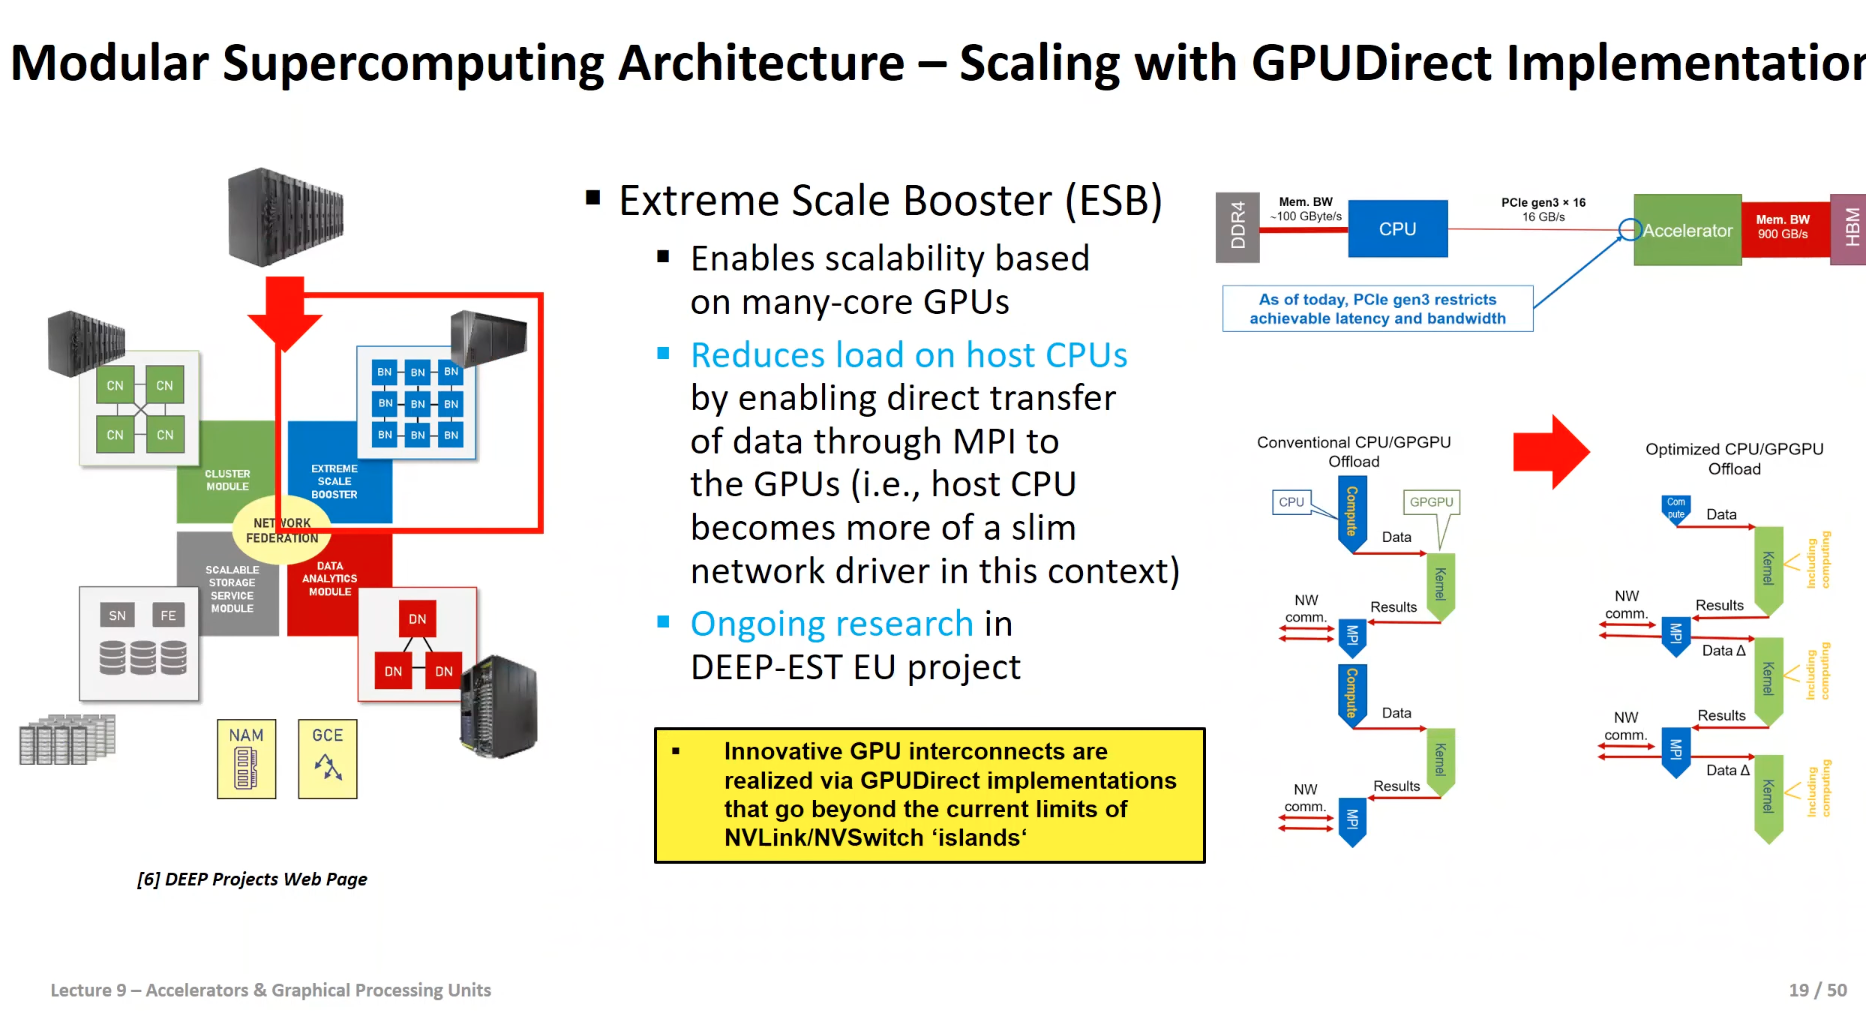 Modular Supercomputing Architecture – Scaling with GPUDirect Implementation
CN CN
CN CN
BN BN BN
BN BN BN
BN BN BN
CLUSTER
MODULE
EXTREME
SCALE
BOOSTER
NETWORK
FEDERATION
SCALABLE
STORAGE
SERVICE
MODULE
DATA
ANALYTICS
MODULE
SN FE
DN
DN DN
NAM
GCE
[6] DEEP Projects Web Page
▪ Extreme Scale Booster (ESB)
▪ Enables scalability based
on many-core GPUs
▪ Reduces load on host CPUs
by enabling direct transfer
of data through MPI to
the GPUs (i.e., host CPU
becomes more of a slim
network driver in this context)
▪ Ongoing research in
DEEP-EST EU project
▪ Innovative GPU interconnects are
realized via GPUDirect implementations
that go beyond the current limits of
NVLink/NVSwitch ‘islands‘
DDR4
Mem. BW
~100 GByte/s
CPU
PCIe gen3 × 16
16 GB/s
Accelerator
Mem. BW
900 GB/s
HBM
As of today, PCIe gen3 restricts
achievable latency and bandwidth
Conventional CPU/GPGPU
Offload
CPU
Compute
GPGPU
Data
Kernel
NW
comm.
Results
MPI
Compute
Data
Kernel
NW
comm.
Results
MPI
Optimized CPU/GPGPU
Offload
Com
pute
Data
Kernel
Including
computing
NW
comm.
Results
MPI
Data Δ
Kernel
Including
computing
NW
comm.
Results
MPI
Data Δ
Kernel
Including
computing
Lecture 9 – Accelerators & Graphical Processing Units
19 / 50